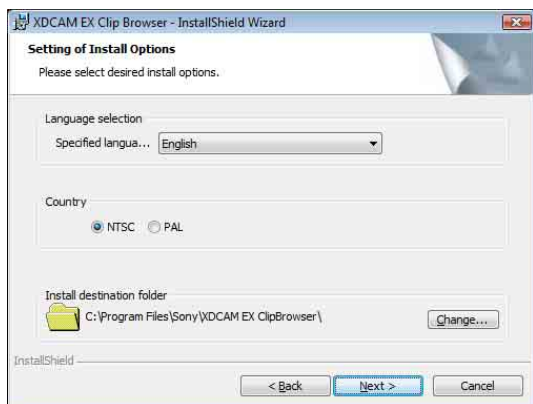 XDCAM EX Clip Browser - InstallShield Wizard
Setting of Install Options
Please select desired install options.
Language selection
Specified langua... English
Country
NTSC PAL
Install destination folder
C:\Program Files\Sony\XDCAM EX ClipBrowser\ Change...
InstallShield
< Back Next > Cancel